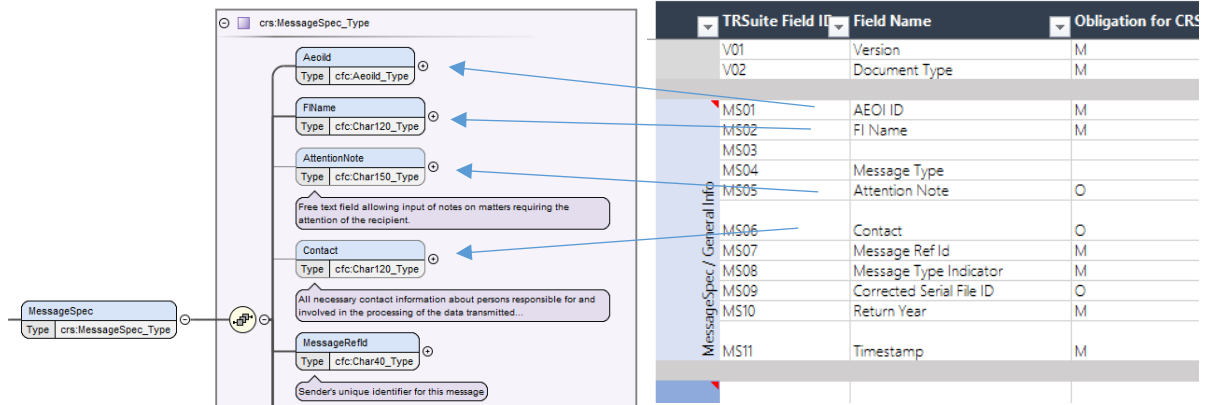 crs:MessageSpec_Type
AeoiId
Type cfc:AeoiId_Type
FIName
Type cfc:Char120_Type
AttentionNote
Type cfc:Char150_Type
Free text field allowing input of notes on matters requiring the
attention of the recipient.
Contact
Type cfc:Char120_Type
All necessary contact information about persons responsible for and
involved in the processing of the data transmitted...
MessageSpec
Type crs:MessageSpec_Type
MessageRefId
Type cfc:Char40_Type
Sender's unique identifier for this message
TRSuite Field ID Field Name Obligation for CRS
V01 Version M
V02 Document Type M
MessageSpec / General Info
MS01 AEOI ID M
MS02 FI Name M
MS03
MS04 Message Type
MS05 Attention Note O
MS06 Contact O
MS07 Message Ref Id M
MS08 Message Type Indicator M
MS09 Corrected Serial File ID O
MS10 Return Year M
MS11 Timestamp M